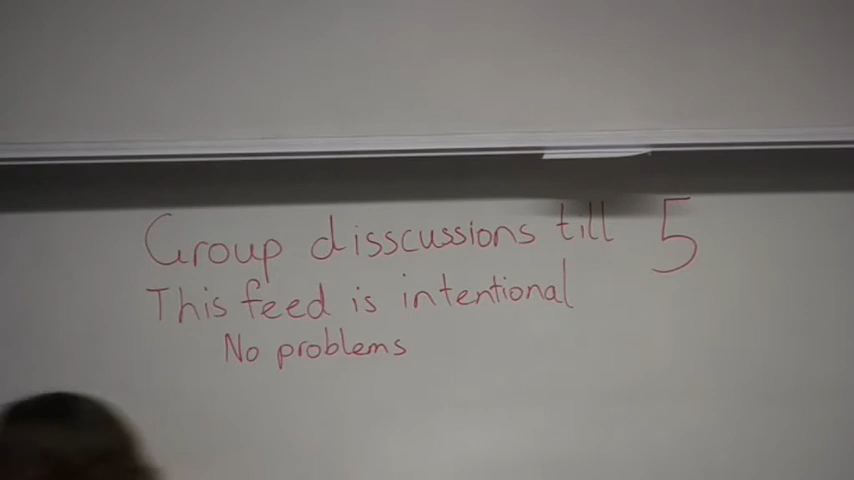 Group disscussions till 5
This feed is intentional
No problems